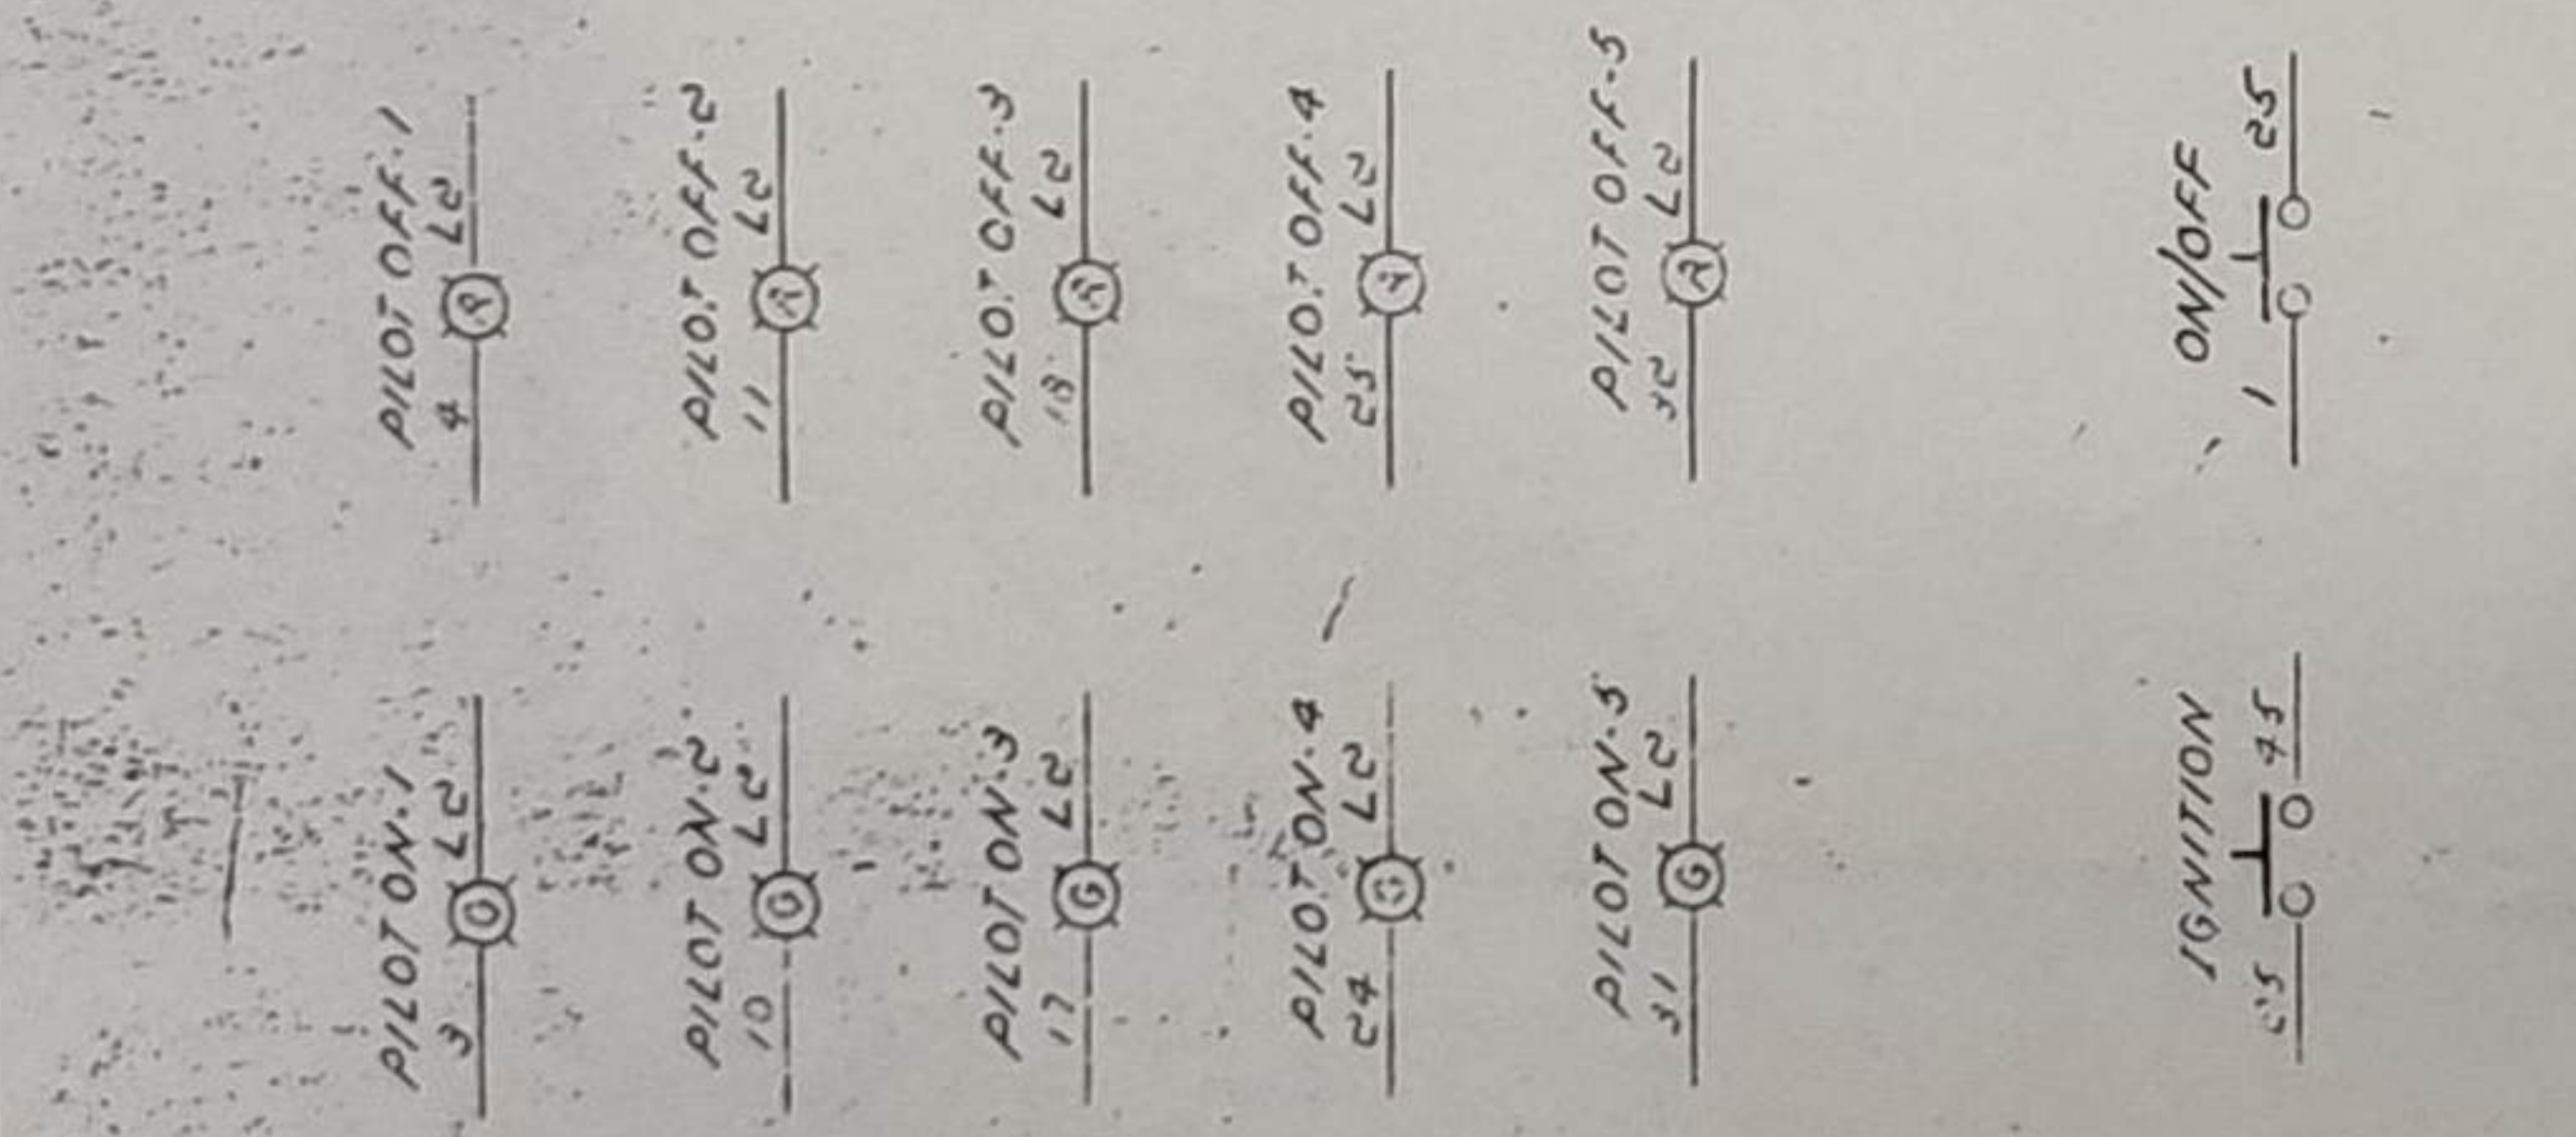 PILOT ON-1
3 L2
G
PILOT OFF-1
4 L2
R
PILOT ON-2
10 L2
G
PILOT OFF-2
11 L2
R
PILOT ON-3
17 L2
G
PILOT OFF-3
18 L2
R
PILOT ON-4
24 L2
G
PILOT OFF-4
25 L2
R
PILOT ON-5
31 L2
G
PILOT OFF-5
32 L2
R
IGNITION
45
ON/OFF
1 25